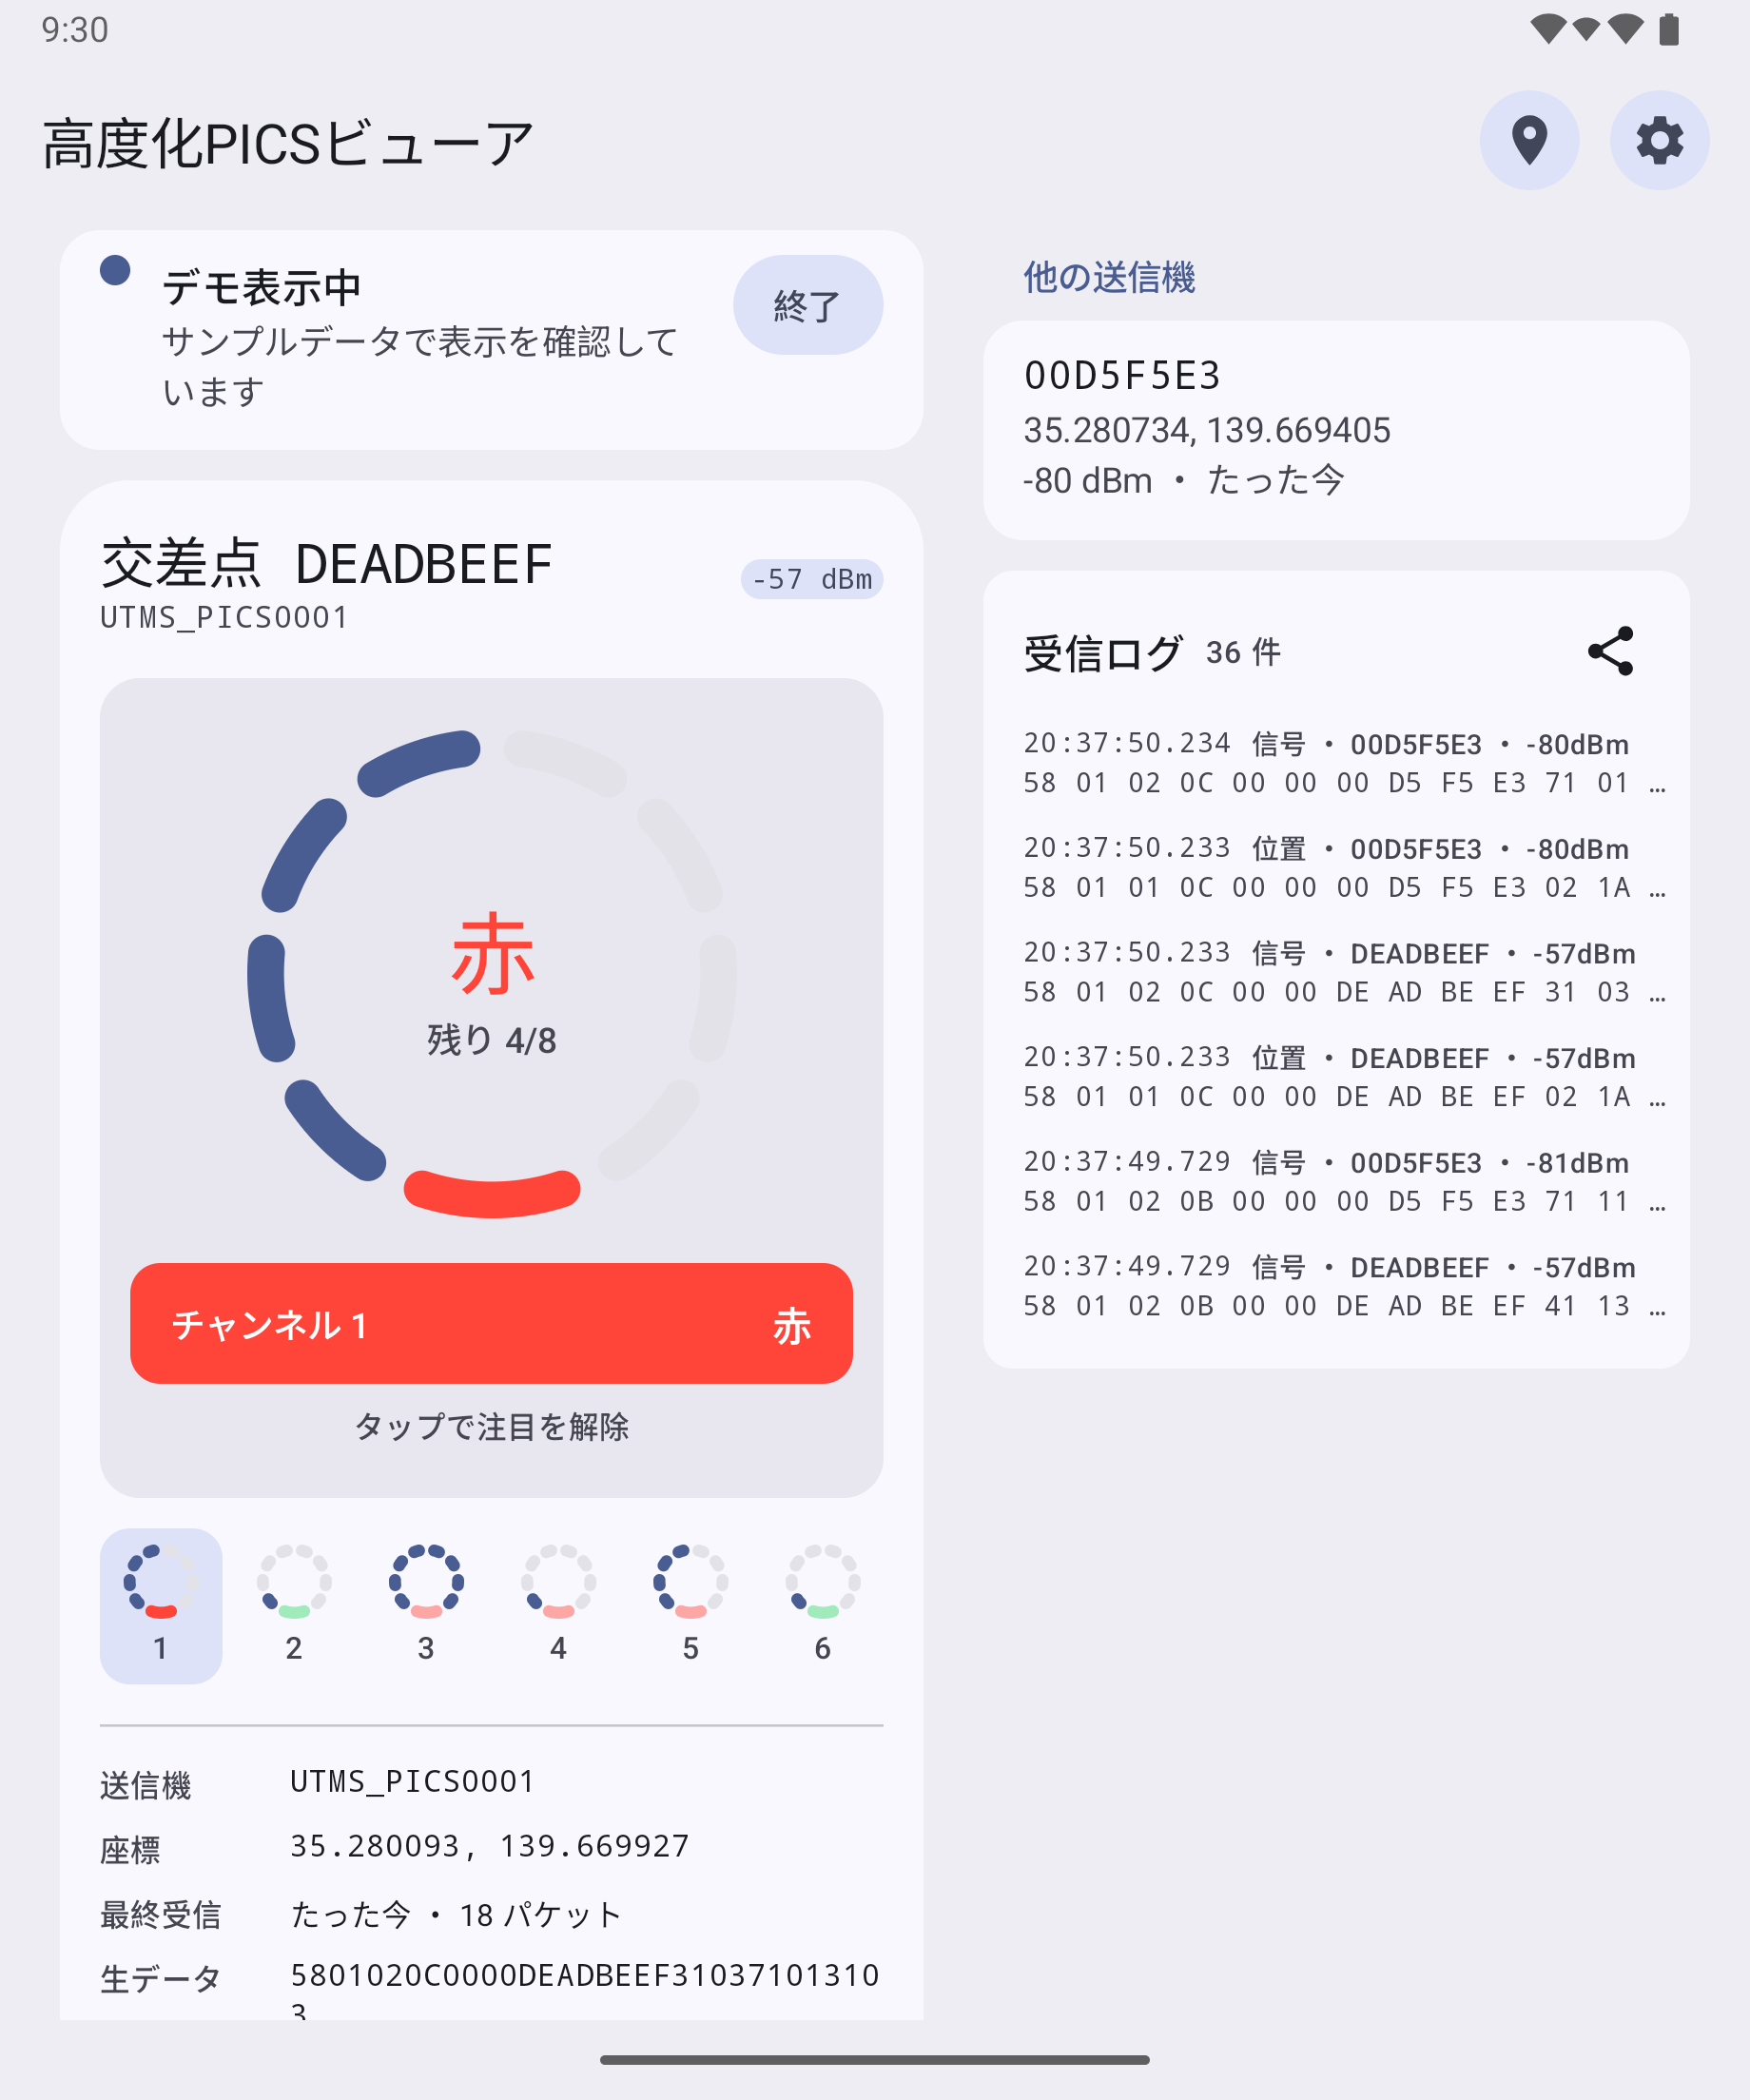 9:30
高度化PICSビューア
デモ表示中
サンプルデータで表示を確認して
います
終了
交差点 DEADBEEF
UTMS_PICS0001
-57 dBm
赤
残り 4/8
チャンネル 1
赤
タップで注目を解除
1
2
3
4
5
6
送信機
UTMS_PICS0001
座標
35.280093, 139.669927
最終受信
たった今 ・ 18 パケット
生データ
5801020C0000DEADBEEF31037101310
3
他の送信機
00D5F5E3
35.280734, 139.669405
-80 dBm ・ たった今
受信ログ 36 件
20:37:50.234 信号 ・ 00D5F5E3 ・ -80dBm
58 01 02 0C 00 00 00 D5 F5 E3 71 01 …
20:37:50.233 位置 ・ 00D5F5E3 ・ -80dBm
58 01 01 0C 00 00 00 D5 F5 E3 02 1A …
20:37:50.233 信号 ・ DEADBEEF ・ -57dBm
58 01 02 0C 00 00 DE AD BE EF 31 03 …
20:37:50.233 位置 ・ DEADBEEF ・ -57dBm
58 01 01 0C 00 00 DE AD BE EF 02 1A …
20:37:49.729 信号 ・ 00D5F5E3 ・ -81dBm
58 01 02 0B 00 00 00 D5 F5 E3 71 11 …
20:37:49.729 信号 ・ DEADBEEF ・ -57dBm
58 01 02 0B 00 00 DE AD BE EF 41 13 …